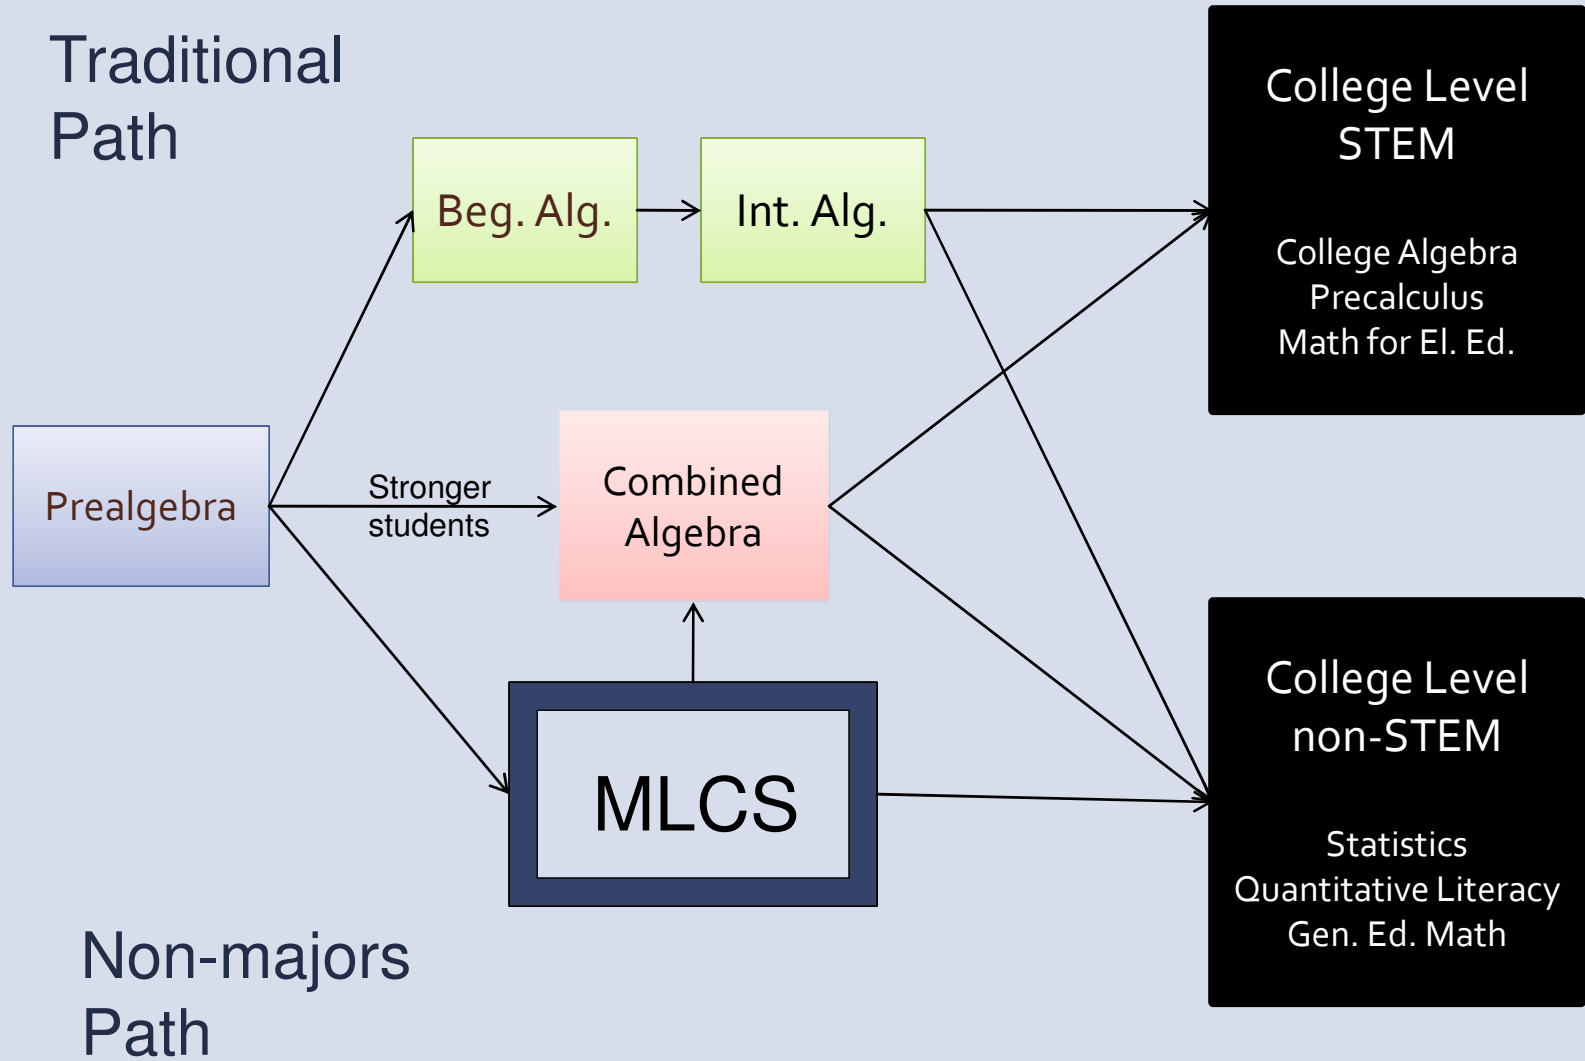 Traditional
Path
Beg. Alg.
Int. Alg.
College Level
STEM
College Algebra
Precalculus
Math for El. Ed.
Prealgebra
Stronger
students
Combined
Algebra
MLCS
College Level
non-STEM
Statistics
Quantitative Literacy
Gen. Ed. Math
Non-majors
Path